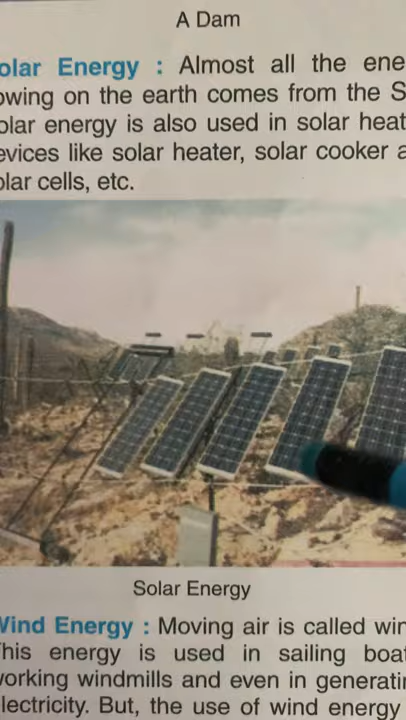 A Dam
olar Energy : Almost all the ene
owing on the earth comes from the S
olar energy is also used in solar heat
evices like solar heater, solar cooker a
olar cells, etc.
Solar Energy
Wind Energy : Moving air is called win
This energy is used in sailing boat
working windmills and even in generatin
electricity. But, the use of wind energy